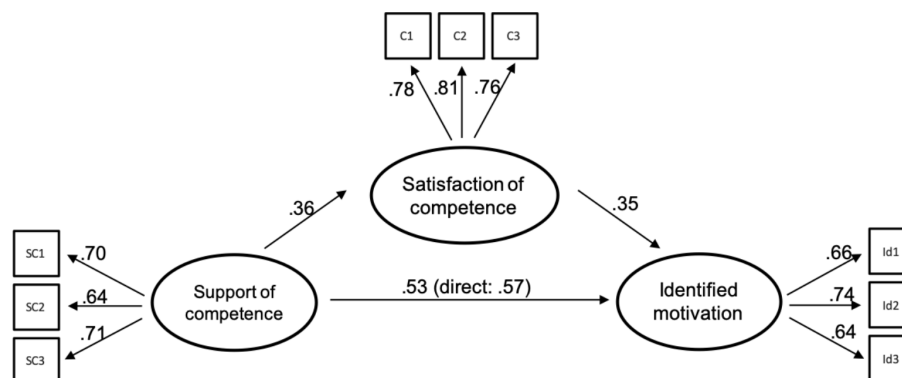 C1 C2 C3
.78 .81 .76
Satisfaction of
competence
.36 .35
SC1 .70
SC2 .64
SC3 .71
Support of
competence
.53 (direct: .57)
Identified
motivation
.66 Id1
.74 Id2
.64 Id3